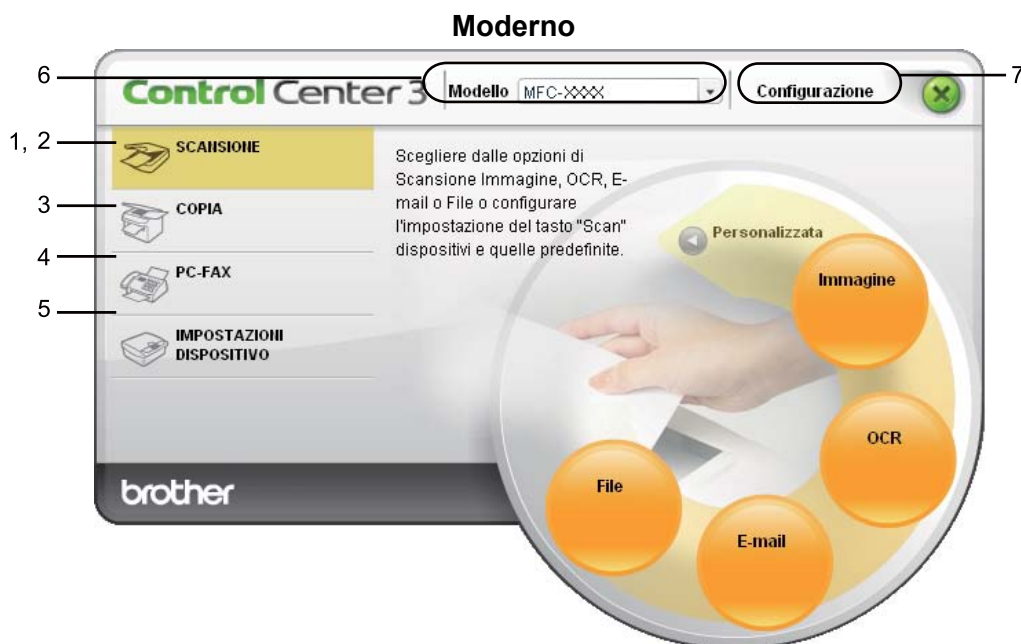 Moderno
6
Control Center 3
Modello
MFC-XXXX
Configurazione
7
1, 2
SCANSIONE
3
COPIA
4
PC-FAX
5
IMPOSTAZIONI
DISPOSITIVO
Scegliere dalle opzioni di
Scansione Immagine, OCR, E-
mail o File o configurare
l'impostazione del tasto "Scan"
dispositivi e quelle predefinite.
Personalizzata
Immagine
OCR
File
E-mail
brother